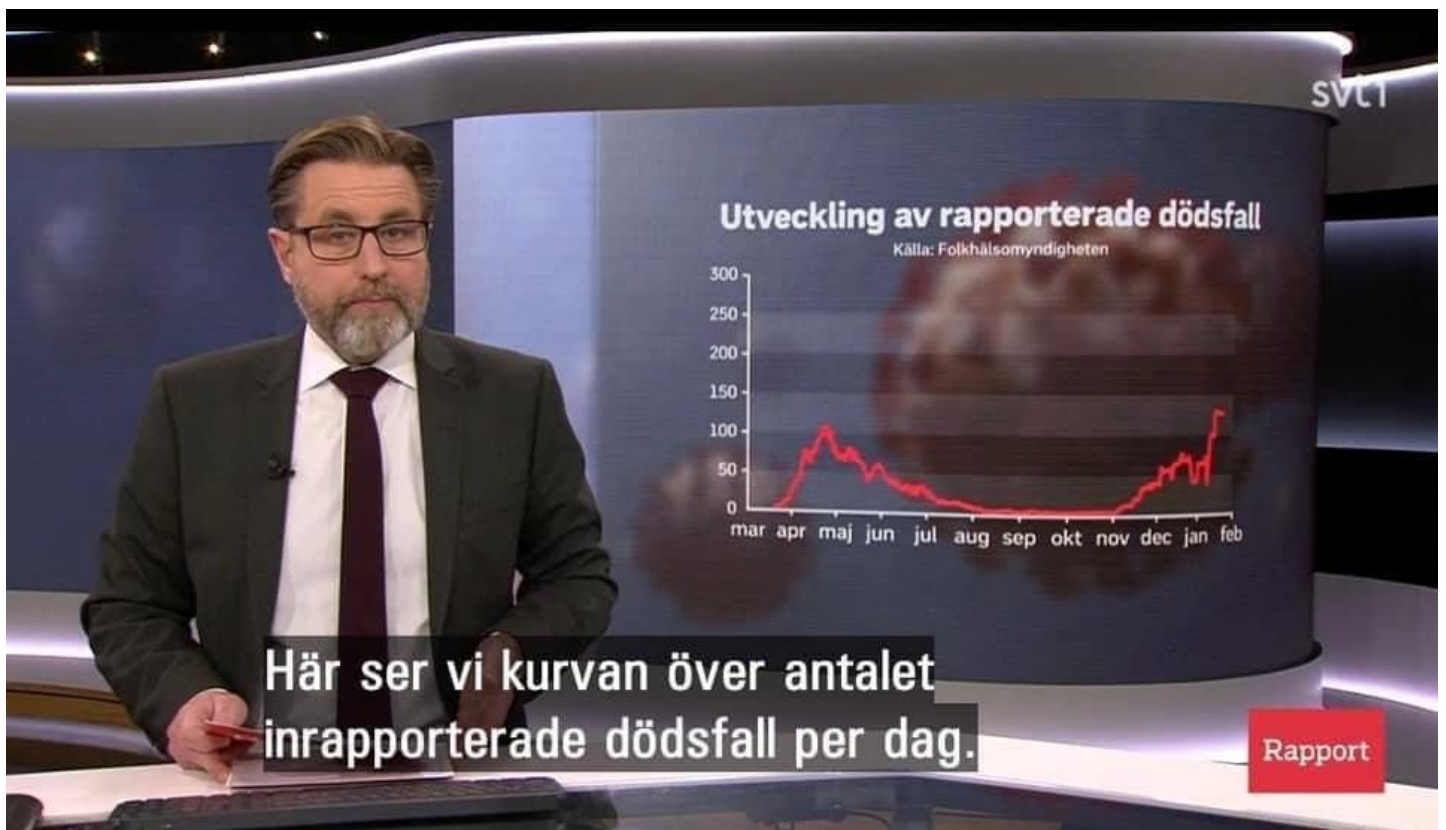 svt1
Utveckling av rapporterade dödsfall
Källa: Folkhälsomyndigheten
300
250
200
150
100
50
0
mar apr maj jun jul aug sep okt nov dec jan feb
Här ser vi kurvan över antalet
inrapporterade dödsfall per dag.
Rapport